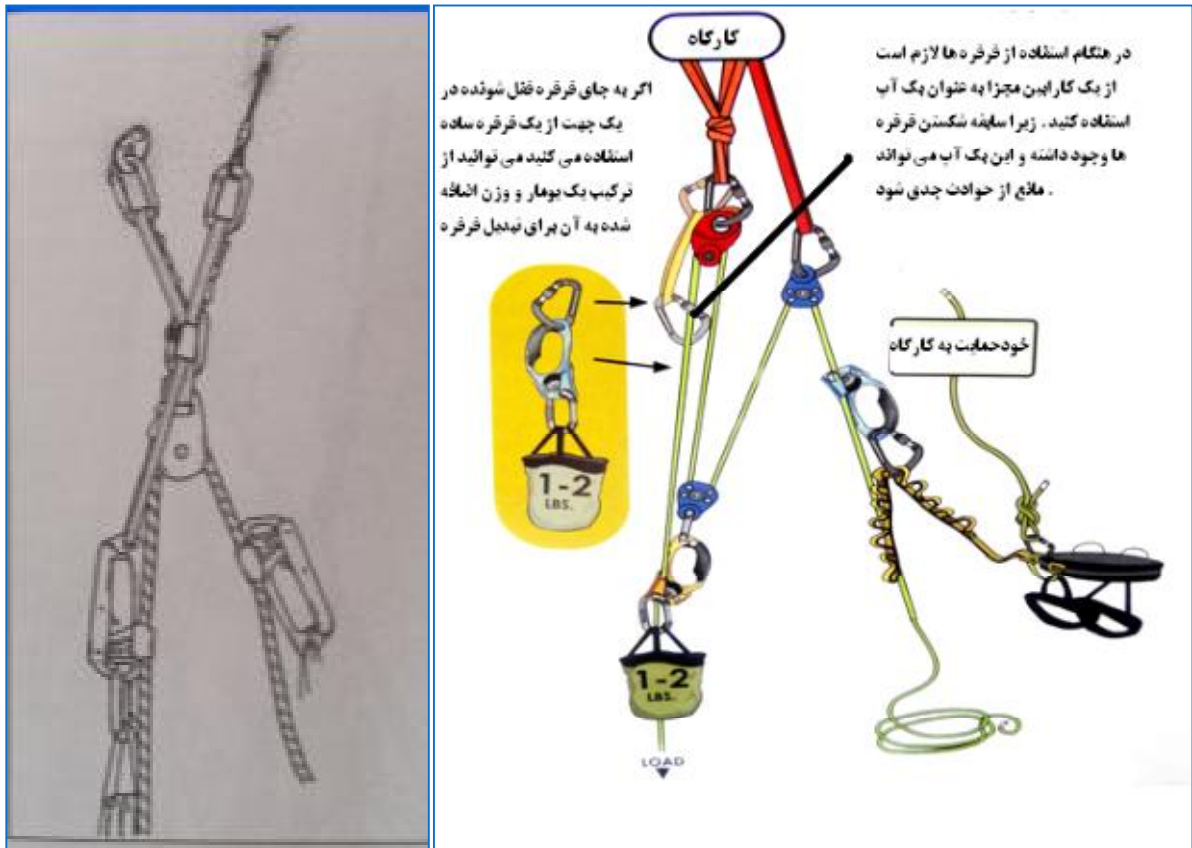 کارگاه
اگر به جای قرقره قفل شونده در
یک جهت از یک قرقره ساده
استفاده می کنید می توانید از
ترکیب یک یومار و وزن اضافه
شده به آن برای تبدیل قرقره
در هنگام استفاده از قرقره ها لازم است
از یک کارابین مجزا به عنوان بک آپ
استفاده کنید . زیرا سابقه شکستن قرقره
ها وجود داشته و این بک آپ می تواند
مانع از حوادث جدی شود .
خودحمایت به کارگاه
1-2
LBS.
1-2
LBS.
LOAD